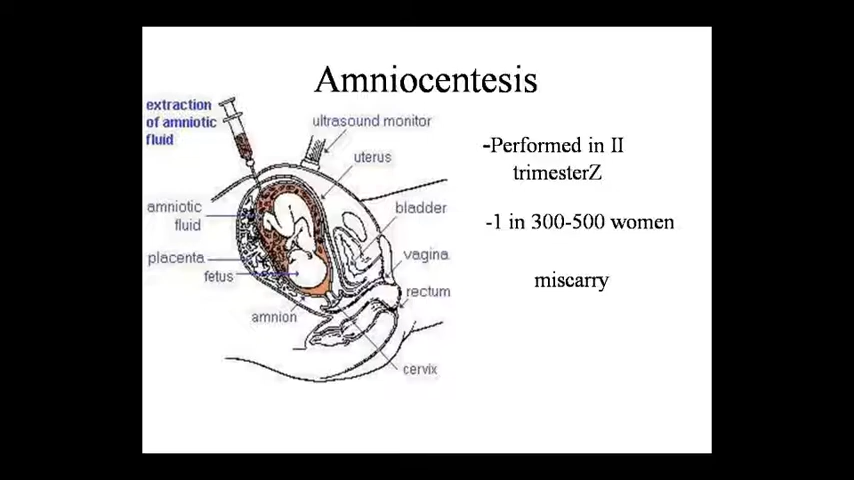 Amniocentesis
extraction
of amniotic
fluid
ultrasound monitor
uterus
amniotic
fluid
bladder
placenta
vagina
fetus
rectum
amnion
cervix
-Performed in II
trimesterZ
-1 in 300-500 women
miscarry